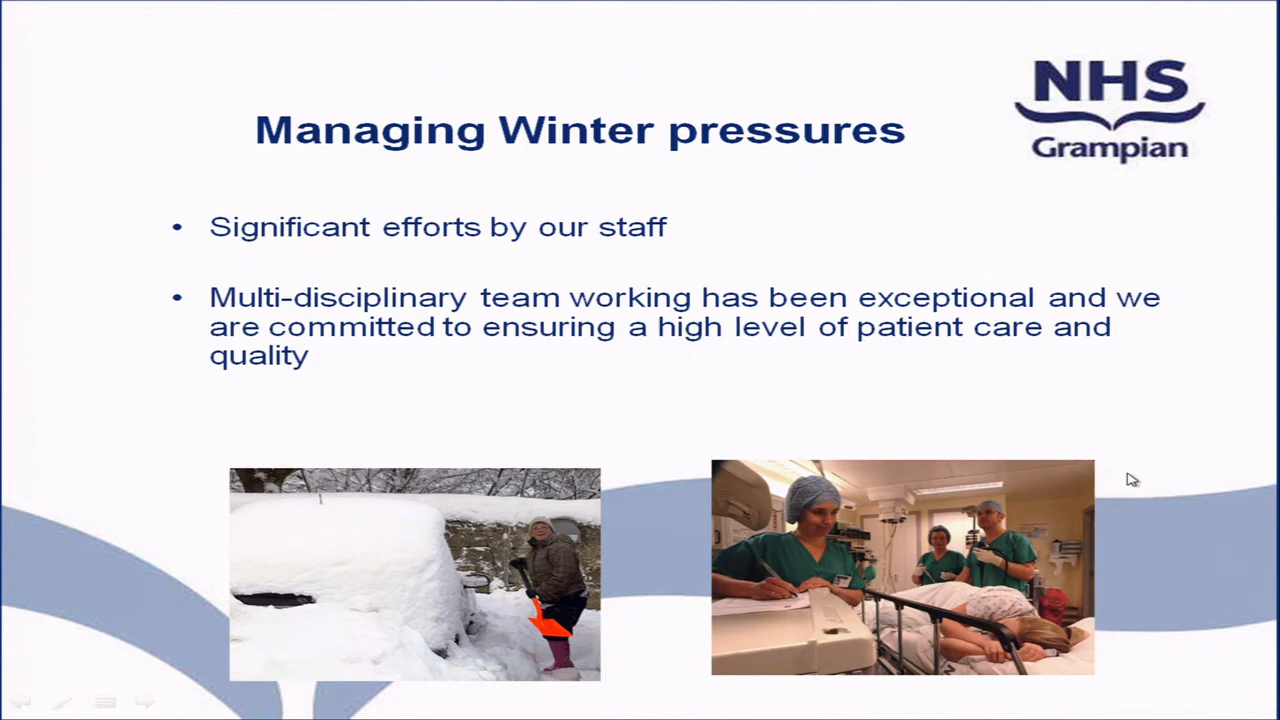 NHS
Grampian
Managing Winter pressures
• Significant efforts by our staff
• Multi-disciplinary team working has been exceptional and we
are committed to ensuring a high level of patient care and
quality